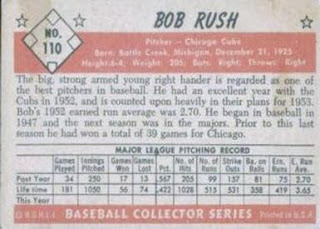 BOB RUSH
NO.
110
Pitcher — Chicago Cubs
Born: Battle Creek, Michigan, December 21, 1925
Height: 6-4; Weight: 205; Bats: Right; Throws: Right
The big, strong armed young right hander is regarded as one of
the best pitchers in baseball. He had an excellent year with the
Cubs in 1952, and is counted upon heavily in their plans for 1953.
Bob's 1952 earned run average was 2.70. He began in baseball in
1947 and the next season was in the majors. Prior to this last
season he had won a total of 39 games for Chicago.
MAJOR LEAGUE PITCHING RECORD
Games Played Innings Pitched Games Won Games Lost Pct. No. of Hits No. of Runs Strike Outs Ba. on Balls Ern. Runs E. Run Ave.
Past Year 34 250 17 13 .567 205 99 157 81 75 2.70
Life time 181 1050 56 74 .422 1028 515 531 358 419 3.65
This Year
BASEBALL COLLECTOR SERIES
Printed in U.S.A.